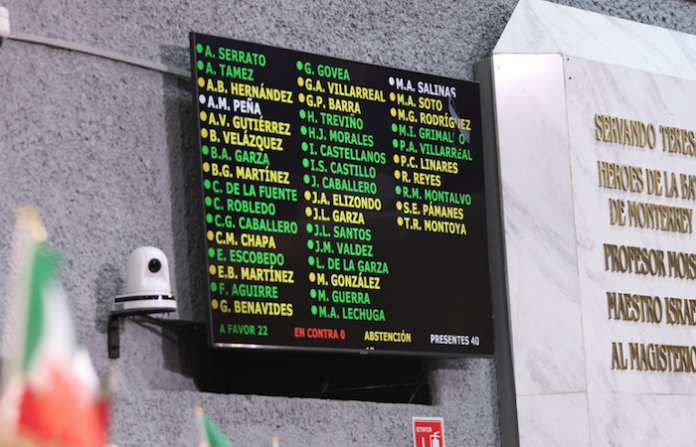 A. SERRATO
A. TAMEZ
A.B. HERNÁNDEZ
A.M. PEÑA
A.V. GUTIÉRREZ
B. VELÁZQUEZ
B.A. GARZA
B.G. MARTÍNEZ
C. DE LA FUENTE
C. ROBLEDO
C.G. CABALLERO
C.M. CHAPA
E. ESCOBEDO
E.B. MARTÍNEZ
F. AGUIRRE
G. BENAVIDES
G. GOVEA
G.A. VILLARREAL
G.P. BARRA
H. TREVIÑO
H.J. MORALES
I. CASTELLANOS
I.S. CASTILLO
J. CABALLERO
J.A. ELIZONDO
J.L. GARZA
J.L. SANTOS
J.M. VALDEZ
L. DE LA GARZA
M. GONZÁLEZ
M. GUERRA
M.A. LECHUGA
M.A. SALINAS
M.A. SOTO
M.G. RODRÍGUEZ
M.I. GRIMALDO
P.A. VILLARREAL
P.C. LINARES
R. REYES
R.M. MONTALVO
S.E. PÁMANES
T.R. MONTOYA
A FAVOR 22
EN CONTRA 0
ABSTENCIÓN
PRESENTES 40
SERVANDO TERES
HÉROES DE LA BA
DE MONTERREY
PROFESOR MOIS
MAESTRO ISRA
AL MAGISTERIO